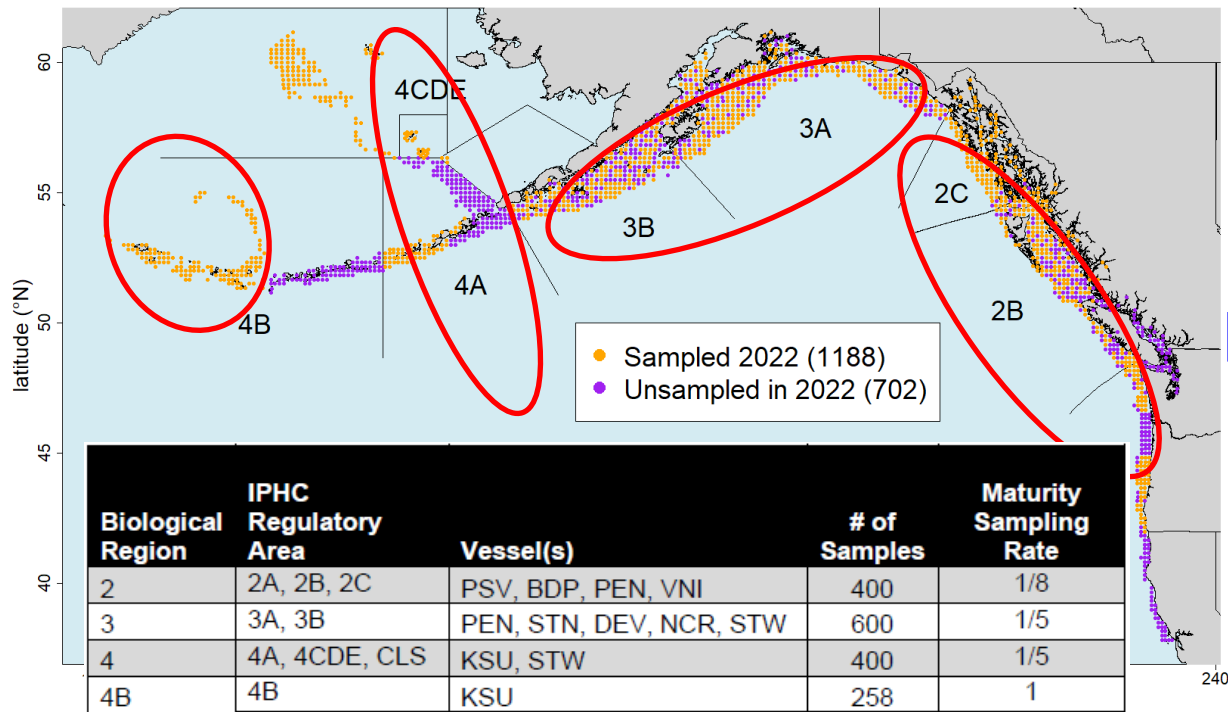 60
4CDE
3A
55
2C
3B
4A
4B
2B
50
latitude (°N)
Sampled 2022 (1188)
Unsampled in 2022 (702)
45
40
240
Biological Region IPHC Regulatory Area Vessel(s) # of Samples Maturity Sampling Rate
2 2A, 2B, 2C PSV, BDP, PEN, VNI 400 1/8
3 3A, 3B PEN, STN, DEV, NCR, STW 600 1/5
4 4A, 4CDE, CLS KSU, STW 400 1/5
4B 4B KSU 258 1